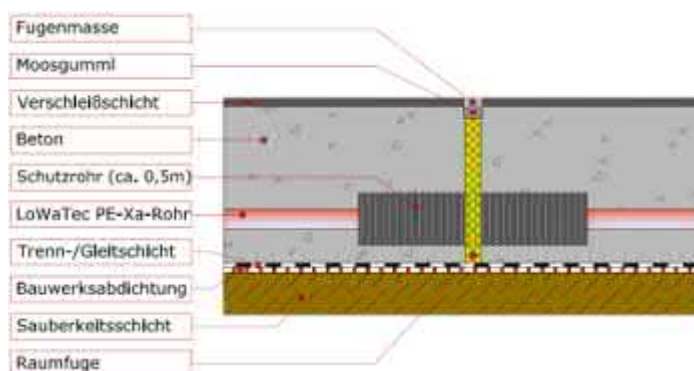 Fugenmasse
Moosgummi
Verschleißschicht
Beton
Schutzrohr (ca. 0,5m)
LoWaTec PE-Xa-Rohr
Trenn-/Gleitschicht
Bauwerksabdichtung
Sauberkeitsschicht
Raumfuge